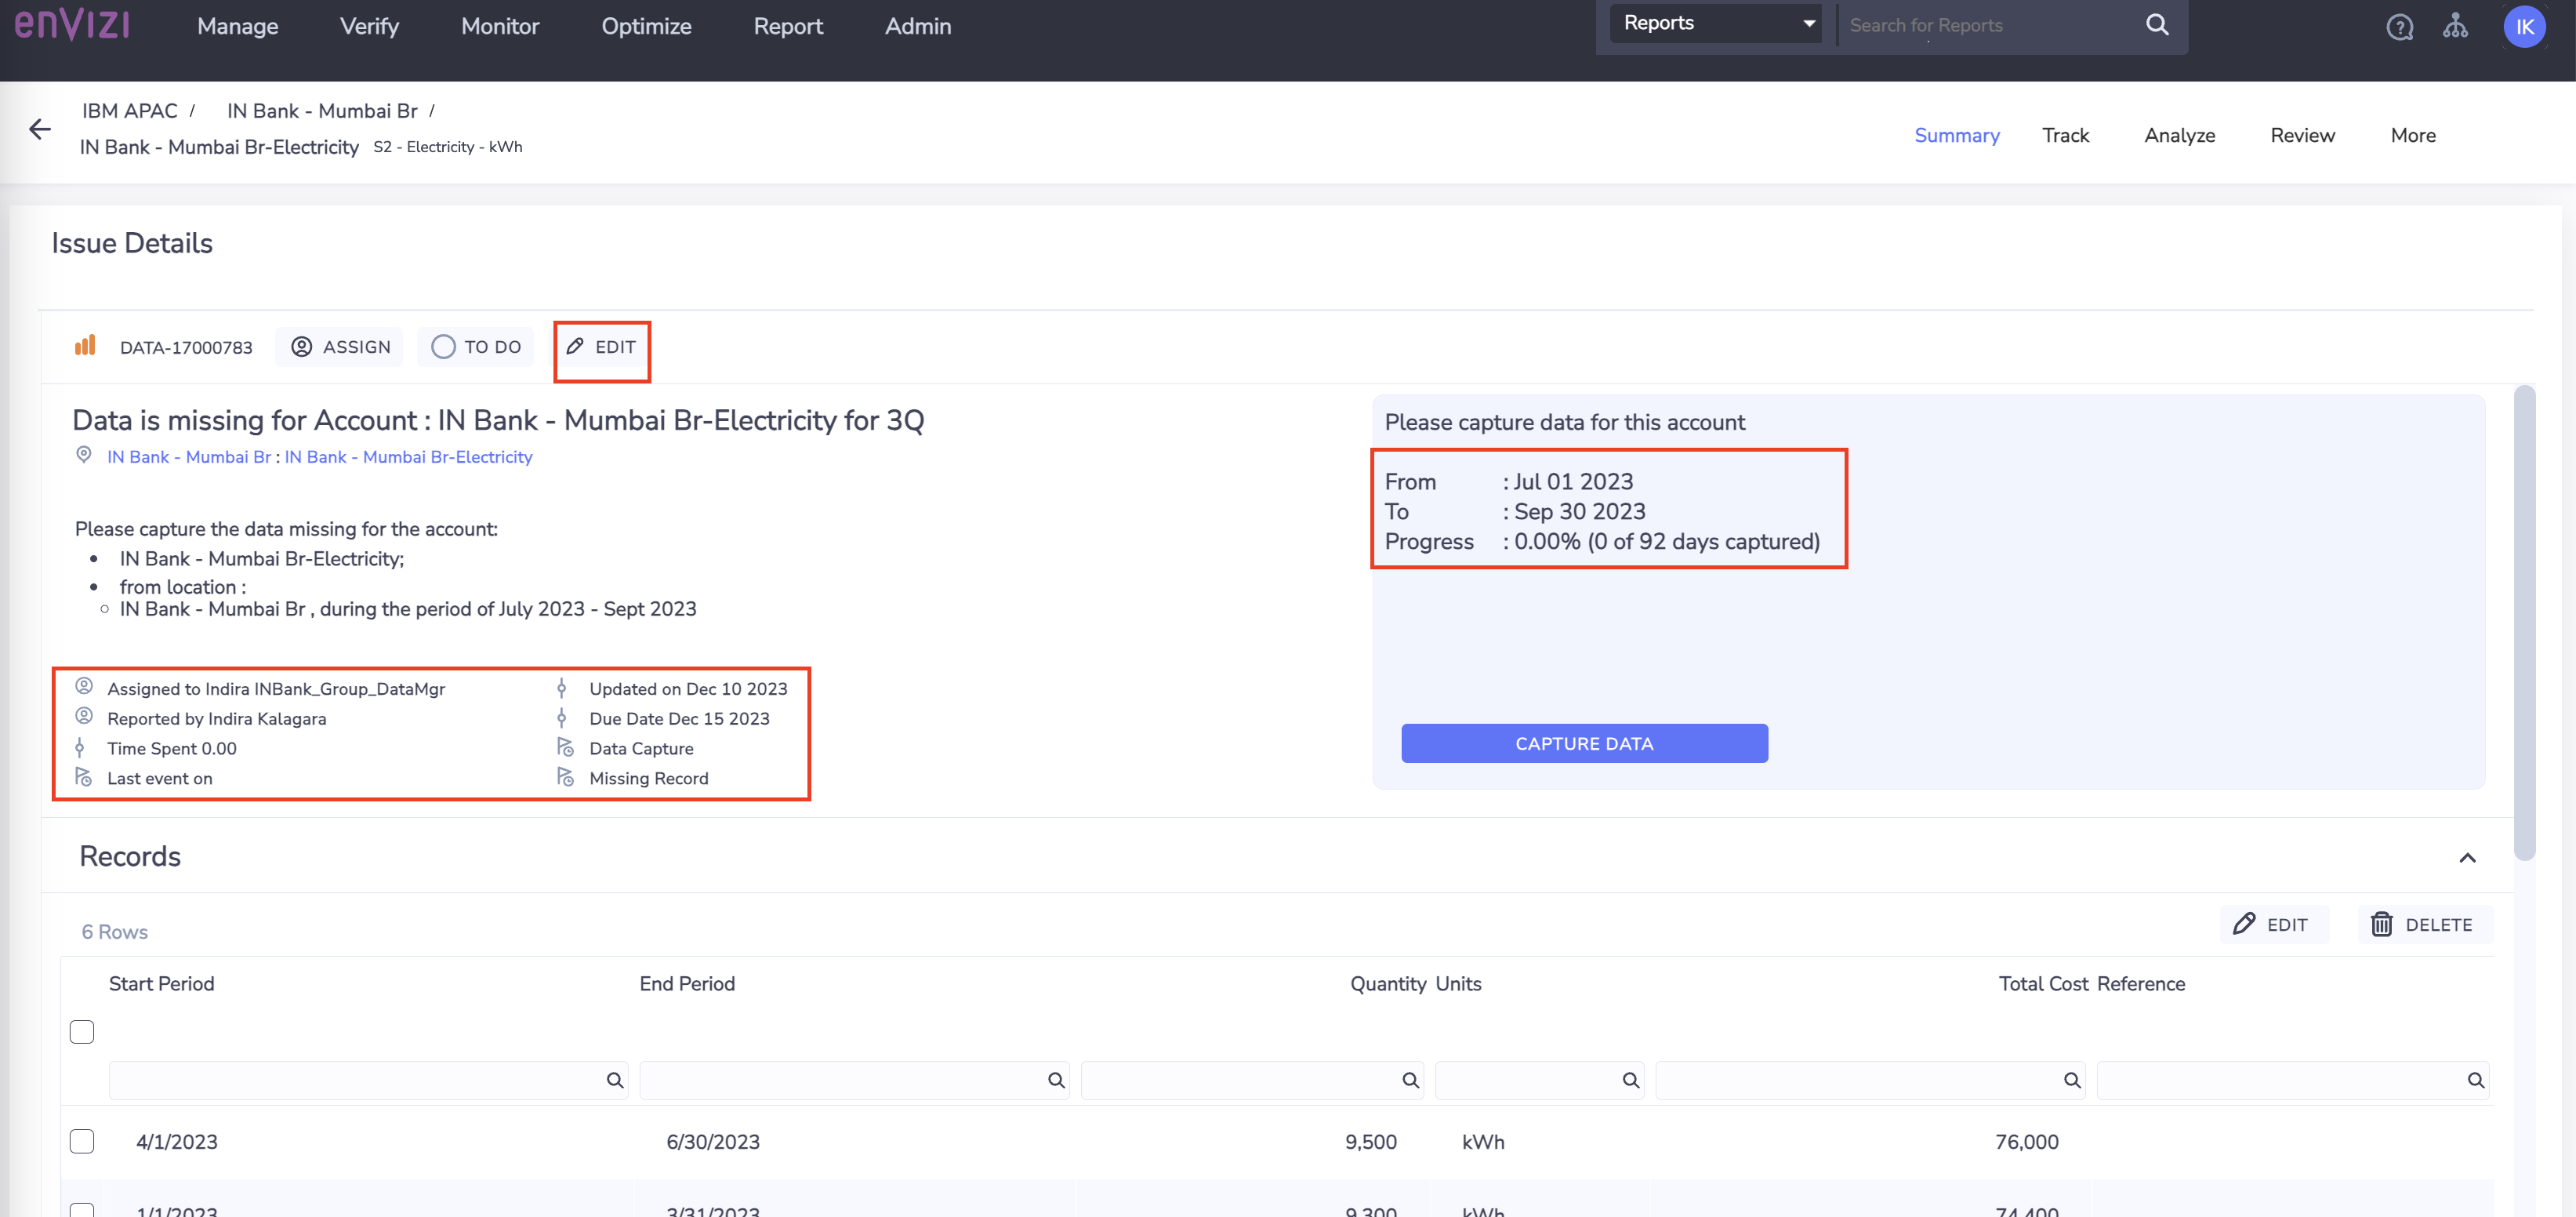 enVIZI
Manage Verify Monitor Optimize Report Admin
Reports
Search for Reports
IK
IBM APAC / IN Bank - Mumbai Br /
IN Bank - Mumbai Br-Electricity S2 - Electricity - kWh
Summary Track Analyze Review More
Issue Details
DATA-17000783 ASSIGN TO DO EDIT
Data is missing for Account : IN Bank - Mumbai Br-Electricity for 3Q
IN Bank - Mumbai Br : IN Bank - Mumbai Br-Electricity
Please capture the data missing for the account:
• IN Bank - Mumbai Br-Electricity;
• from location :
○ IN Bank - Mumbai Br , during the period of July 2023 - Sept 2023
Assigned to Indira INBank_Group_DataMgr
Reported by Indira Kalagara
Time Spent 0.00
Last event on
Updated on Dec 10 2023
Due Date Dec 15 2023
Data Capture
Missing Record
Please capture data for this account
From : Jul 01 2023
To : Sep 30 2023
Progress : 0.00% (0 of 92 days captured)
CAPTURE DATA
Records
6 Rows
EDIT DELETE
Start Period End Period Quantity Units Total Cost Reference
4/1/2023 6/30/2023 9,500 kWh 76,000
1/1/2023 3/31/2023 9,300 kWh 74,400